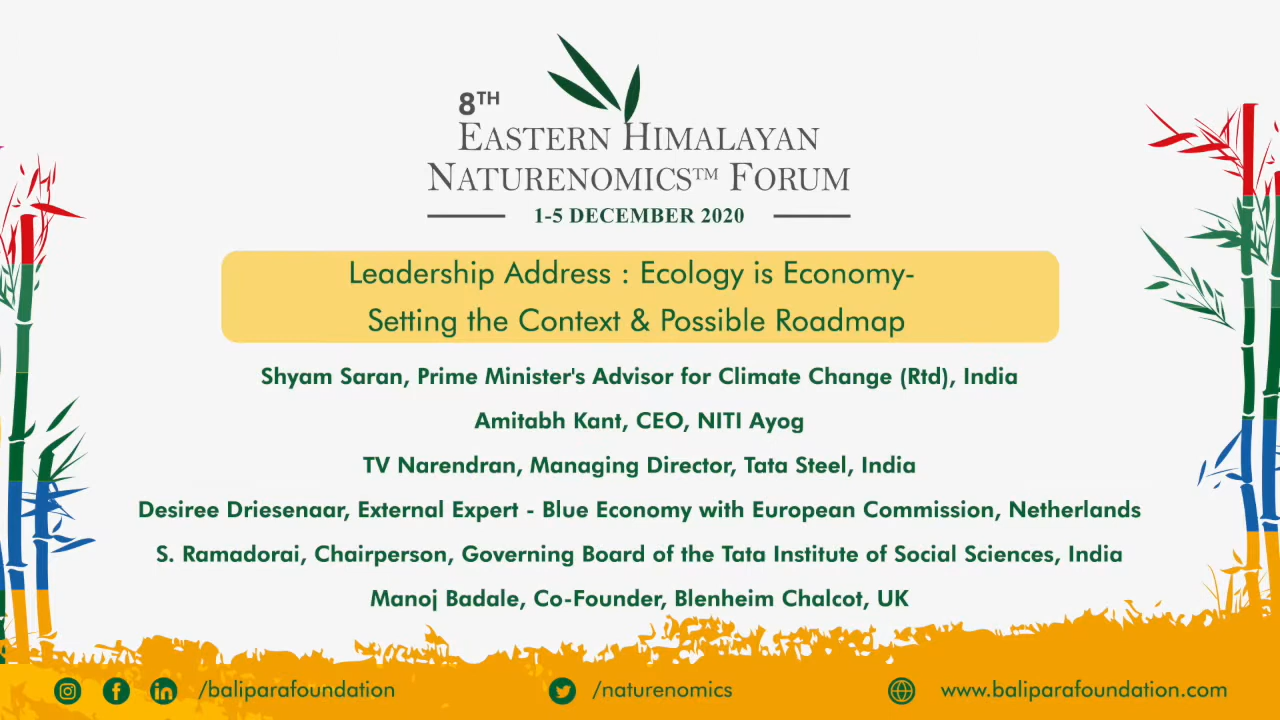 8TH
EASTERN HIMALAYAN
NATURENOMICS™ FORUM
1-5 DECEMBER 2020
Leadership Address : Ecology is Economy-
Setting the Context & Possible Roadmap
Shyam Saran, Prime Minister's Advisor for Climate Change (Rtd), India
Amitabh Kant, CEO, NITI Ayog
TV Narendran, Managing Director, Tata Steel, India
Desiree Driesenaar, External Expert - Blue Economy with European Commission, Netherlands
S. Ramadorai, Chairperson, Governing Board of the Tata Institute of Social Sciences, India
Manoj Badale, Co-Founder, Blenheim Chalcot, UK
/baliparafoundation
/naturenomics
www.baliparafoundation.com